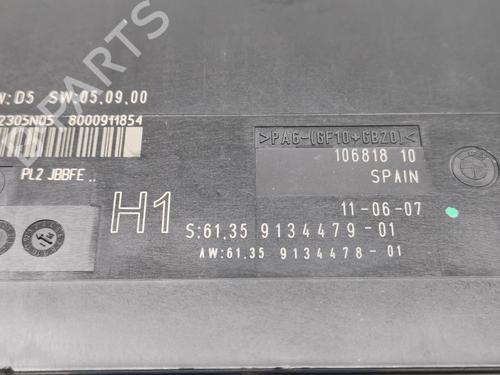 W: D5 SW: 05.09.00
2305N05 8000911854
PL2 JBBFE ..
H1
>PA6-(GF10+GB20)<
106818 10
SPAIN
11-06-07
S:61.35 9134479-01
AW:61.35 9134478-01
B-PARTS